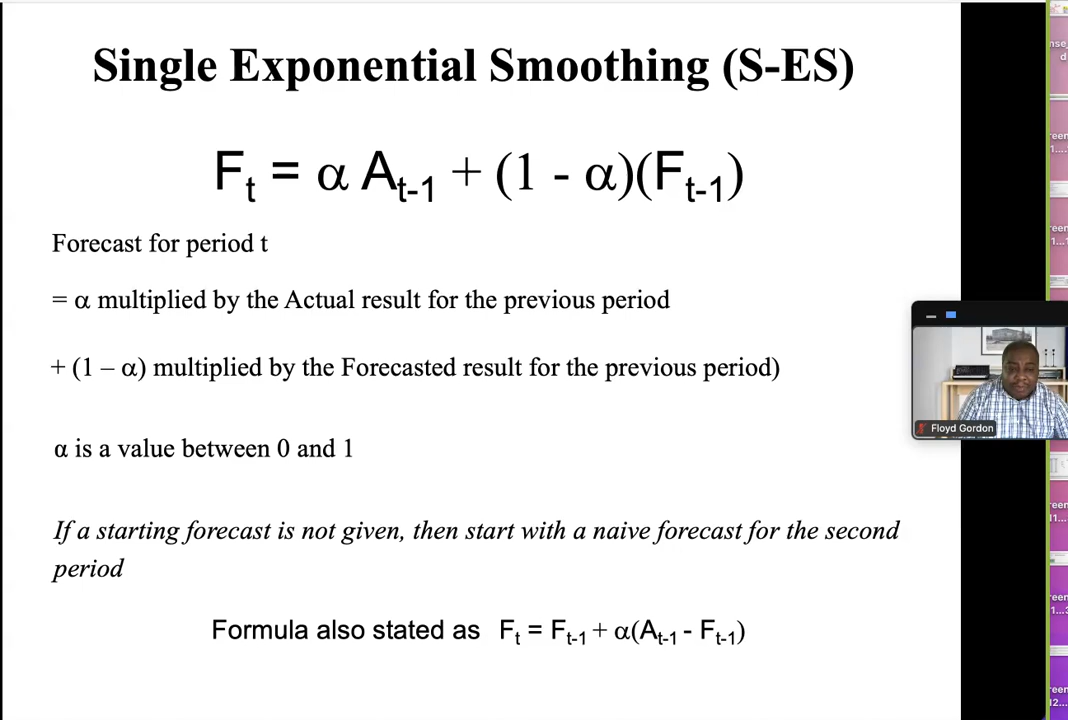 Single Exponential Smoothing (S-ES)
Fₜ = α Aₜ₋₁ + (1 - α)(Fₜ₋₁)
Forecast for period t
= α multiplied by the Actual result for the previous period
+ (1 – α) multiplied by the Forecasted result for the previous period)
α is a value between 0 and 1
If a starting forecast is not given, then start with a naive forecast for the second
period
Formula also stated as Fₜ = Fₜ₋₁ + α(Aₜ₋₁ - Fₜ₋₁)
Floyd Gordon